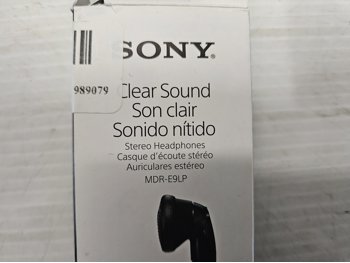 SONY
989079
Clear Sound
Son clair
Sonido nítido
Stereo Headphones
Casque d'écoute stéréo
Auriculares estéreo
MDR-E9LP